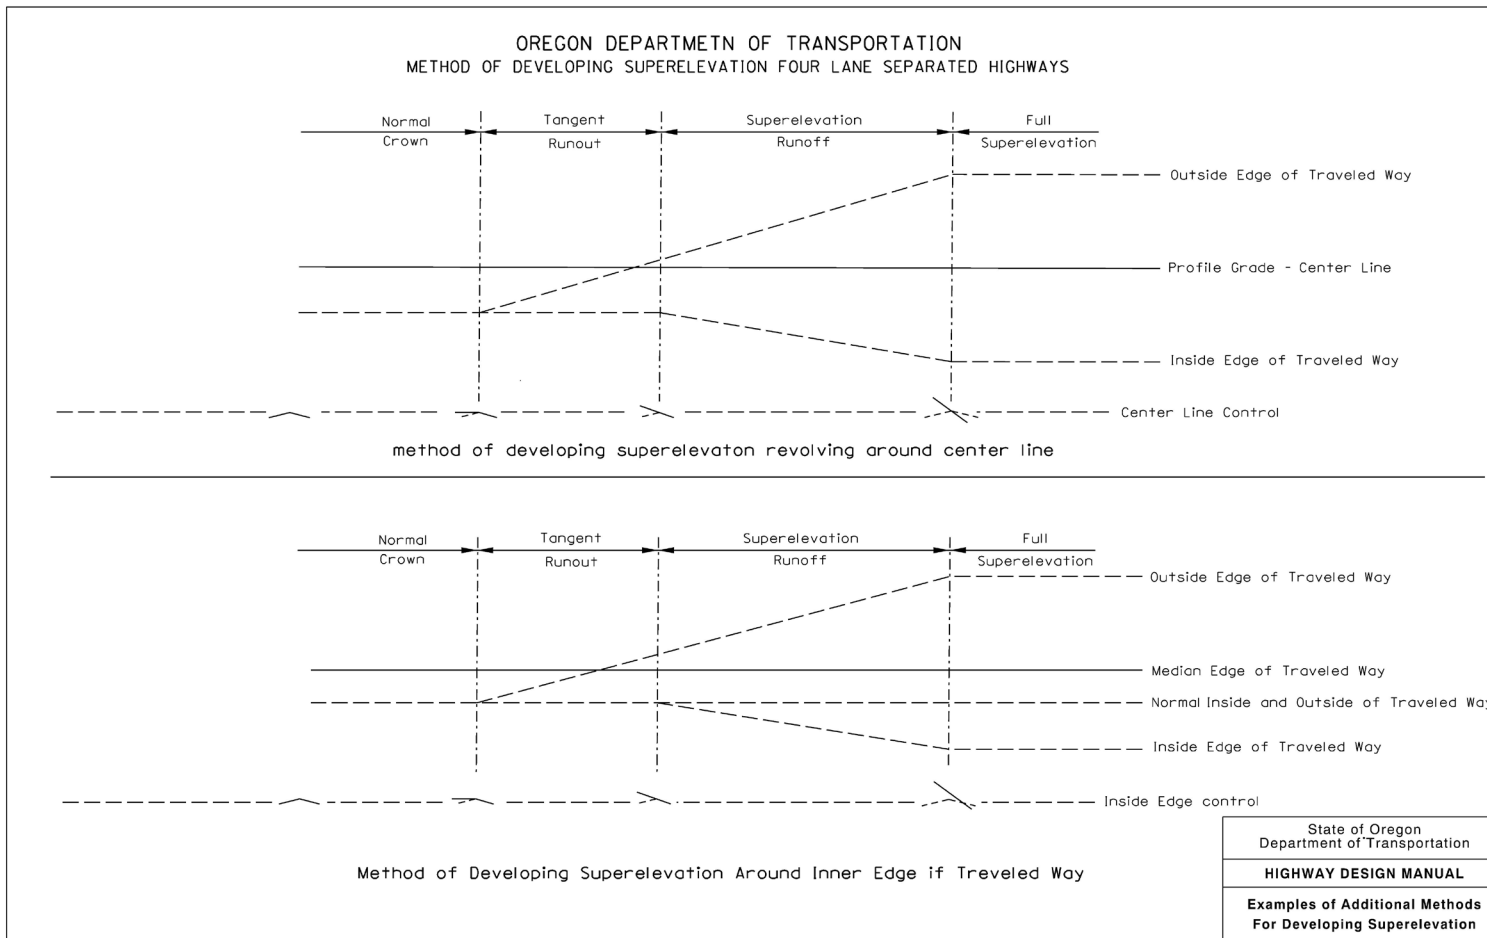 OREGON DEPARTMETN OF TRANSPORTATION
METHOD OF DEVELOPING SUPERELEVATION FOUR LANE SEPARATED HIGHWAYS
Normal
Crown
Tangent
Runout
Superelevation
Runoff
Full
Superelevation
Outside Edge of Traveled Way
Profile Grade - Center Line
Inside Edge of Traveled Way
Center Line Control
method of developing superelevaton revolving around center line
Normal
Crown
Tangent
Runout
Superelevation
Runoff
Full
Superelevation
Outside Edge of Traveled Way
Median Edge of Traveled Way
Normal Inside and Outside of Traveled Way
Inside Edge of Traveled Way
Inside Edge control
Method of Developing Superelevation Around Inner Edge if Treveled Way
State of Oregon
Department of Transportation
HIGHWAY DESIGN MANUAL
Examples of Additional Methods
For Developing Superelevation